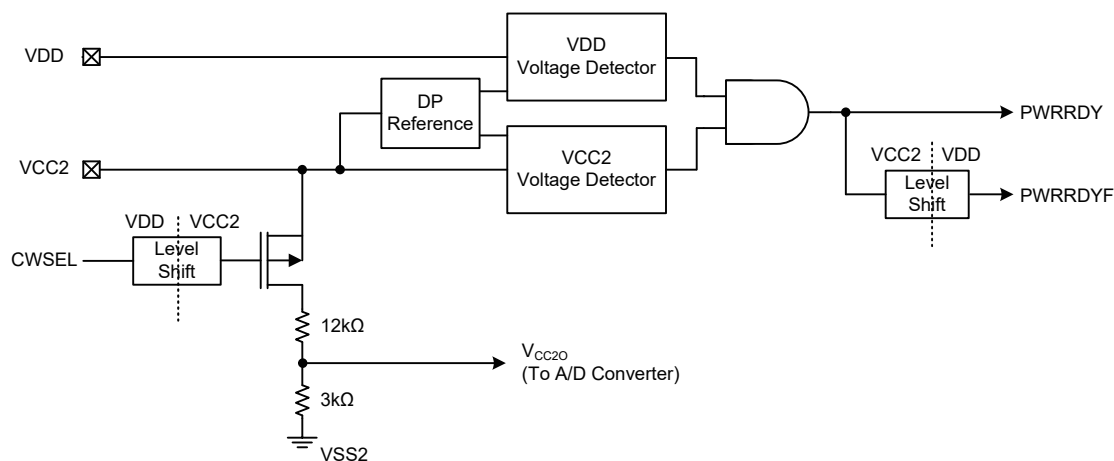 VDD
VDD
Voltage Detector
DP
Reference
PWRRDY
VCC2
VCC2
Voltage Detector
VCC2 VDD
Level
Shift
PWRRDYF
VDD VCC2
CWSEL
Level
Shift
12kΩ
VCC2O
(To A/D Converter)
3kΩ
VSS2